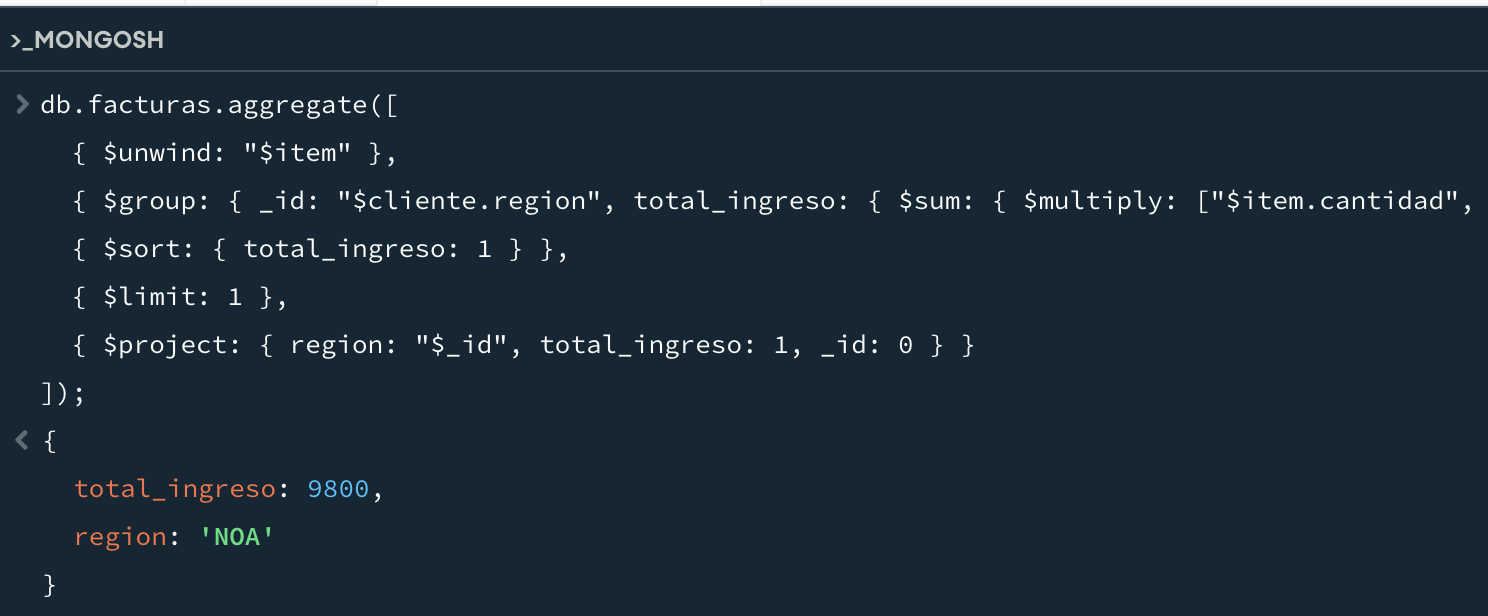 >_MONGOSH
> db.facturas.aggregate([
{ $unwind: "$item" },
{ $group: { _id: "$cliente.region", total_ingreso: { $sum: { $multiply: ["$item.cantidad",
{ $sort: { total_ingreso: 1 } },
{ $limit: 1 },
{ $project: { region: "$_id", total_ingreso: 1, _id: 0 } }
]);
< {
total_ingreso: 9800,
region: 'NOA'
}